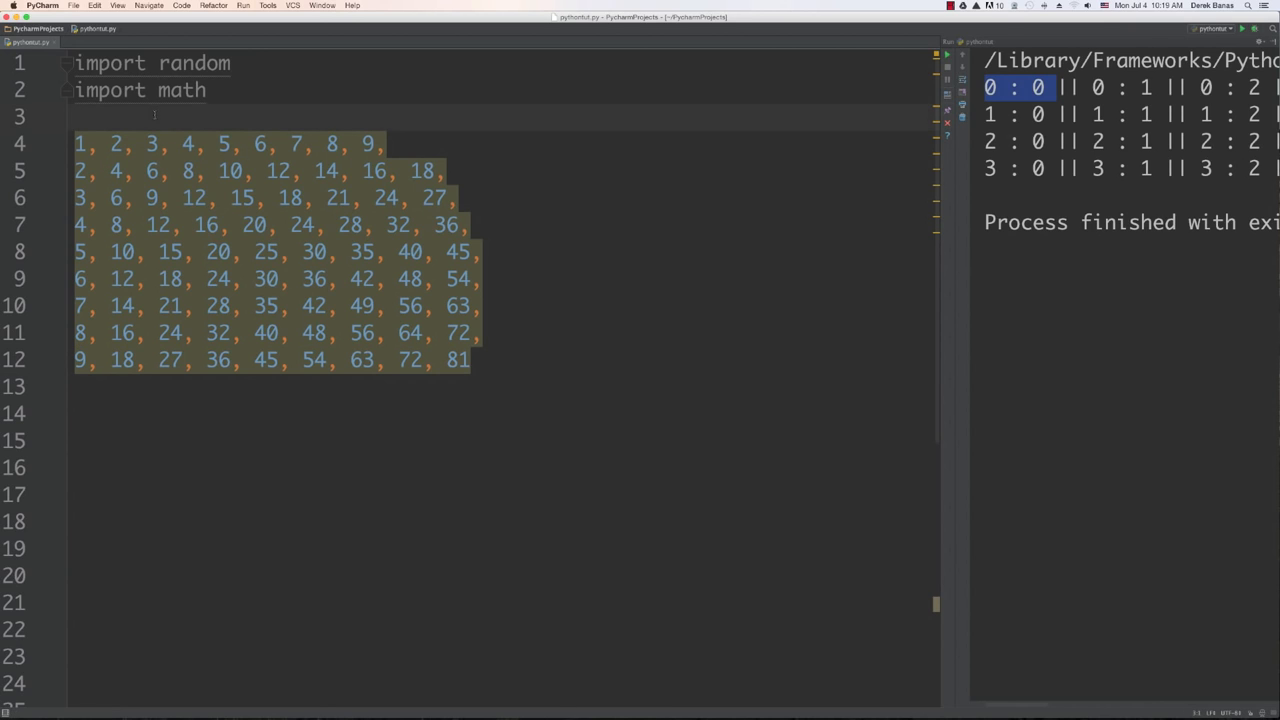 PyCharm File Edit View Navigate Code Refactor Run Tools VCS Window Help 10 Mon Jul 4 10:19 AM Derek Banas
pythontut.py - PycharmProjects - [~/PycharmProjects]
PycharmProjects pythontut.py pythontut
pythontut.py Run pythontut
1 import random
2 import math
3
4 1, 2, 3, 4, 5, 6, 7, 8, 9,
5 2, 4, 6, 8, 10, 12, 14, 16, 18,
6 3, 6, 9, 12, 15, 18, 21, 24, 27,
7 4, 8, 12, 16, 20, 24, 28, 32, 36,
8 5, 10, 15, 20, 25, 30, 35, 40, 45,
9 6, 12, 18, 24, 30, 36, 42, 48, 54,
10 7, 14, 21, 28, 35, 42, 49, 56, 63,
11 8, 16, 24, 32, 40, 48, 56, 64, 72,
12 9, 18, 27, 36, 45, 54, 63, 72, 81
13
14
15
16
17
18
19
20
21
22
23
24
/Library/Frameworks/Pytho
0 : 0 || 0 : 1 || 0 : 2 |
1 : 0 || 1 : 1 || 1 : 2 |
2 : 0 || 2 : 1 || 2 : 2 |
3 : 0 || 3 : 1 || 3 : 2 |
Process finished with exi
3:1 LF‡ UTF-8‡